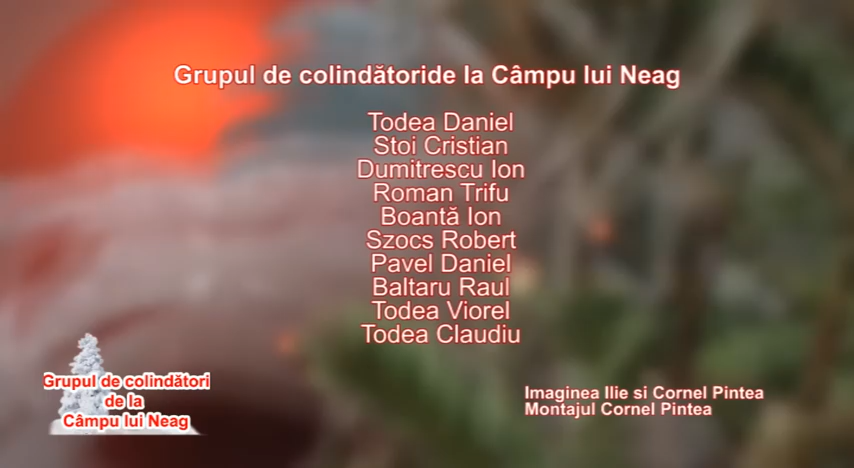 Grupul de colindătoride la Câmpu lui Neag
Todea Daniel
Stoi Cristian
Dumitrescu Ion
Roman Trifu
Boantă Ion
Szocs Robert
Pavel Daniel
Baltaru Raul
Todea Viorel
Todea Claudiu
Grupul de colindători
de la
Câmpu lui Neag
Imaginea Ilie si Cornel Pintea
Montajul Cornel Pintea